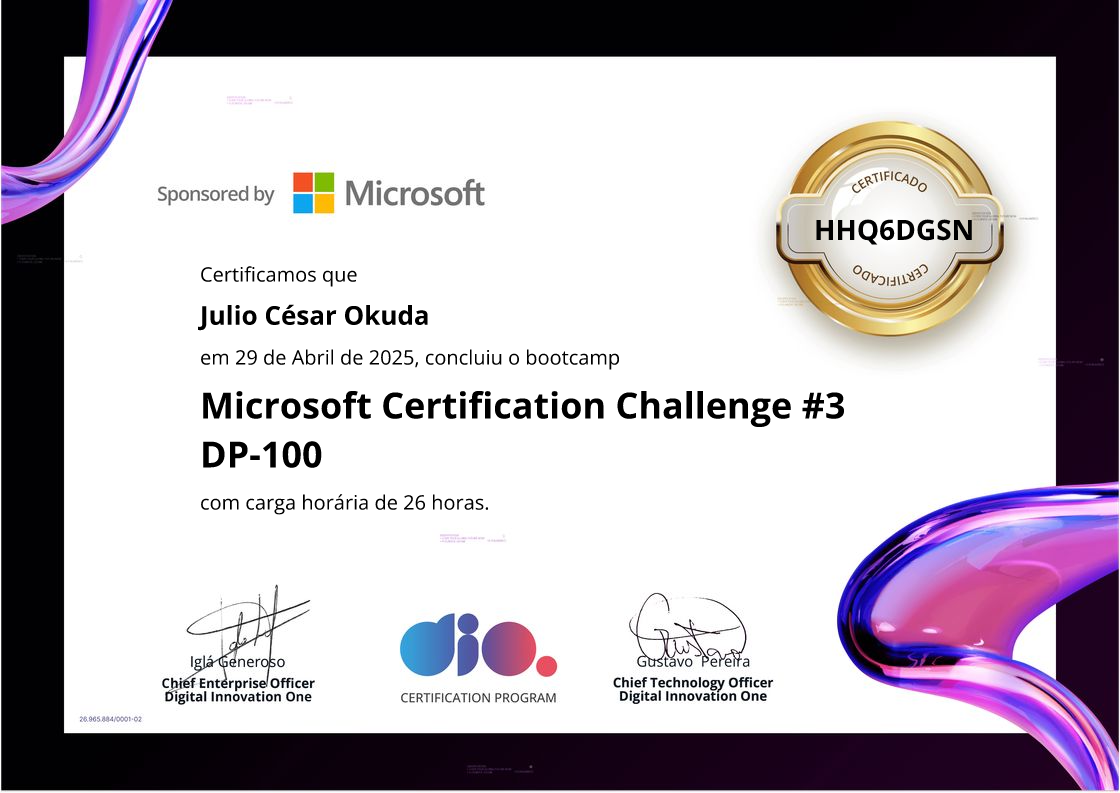 Sponsored by Microsoft
CERTIFICADO
HHQ6DGSN
CERTIFICADO
Certificamos que
Julio César Okuda
em 29 de Abril de 2025, concluiu o bootcamp
Microsoft Certification Challenge #3
DP-100
com carga horária de 26 horas.
Iglá Generoso
Chief Enterprise Officer
Digital Innovation One
dio.
CERTIFICATION PROGRAM
Gustavo
Gustavo Pereira
Chief Technology Officer
Digital Innovation One
26.965.884/0001-02